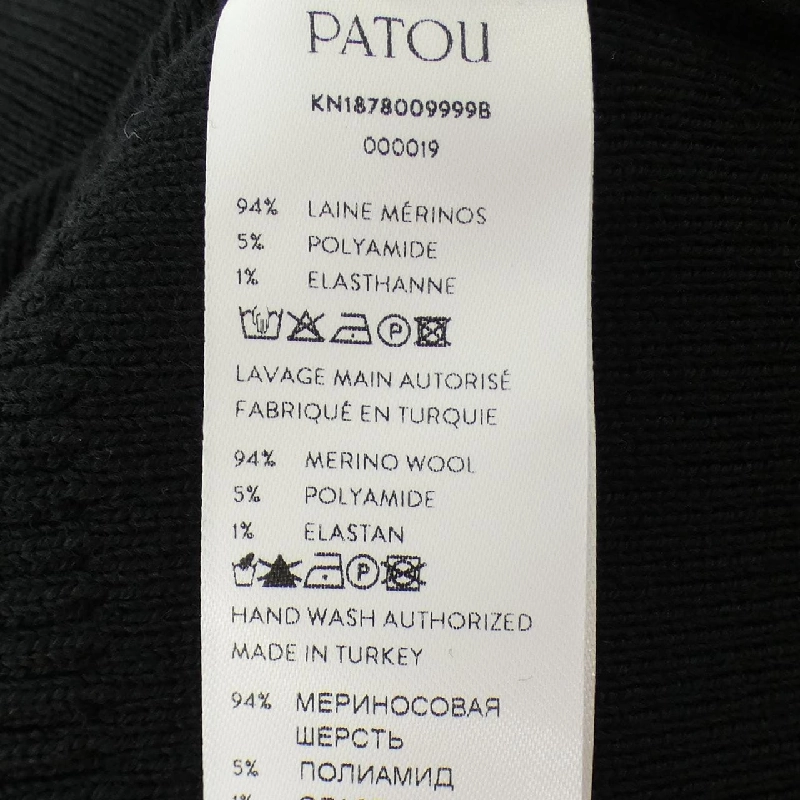 PATOU
KN1878009999B
000019
94% LAINE MÉRINOS
5% POLYAMIDE
1% ELASTHANNE
P
LAVAGE MAIN AUTORISÉ
FABRIQUÉ EN TURQUIE
94% MERINO WOOL
5% POLYAMIDE
1% ELASTAN
P
HAND WASH AUTHORIZED
MADE IN TURKEY
94% МЕРИНОСОВАЯ
ШЕРСТЬ
5% ПОЛИАМИД
1%